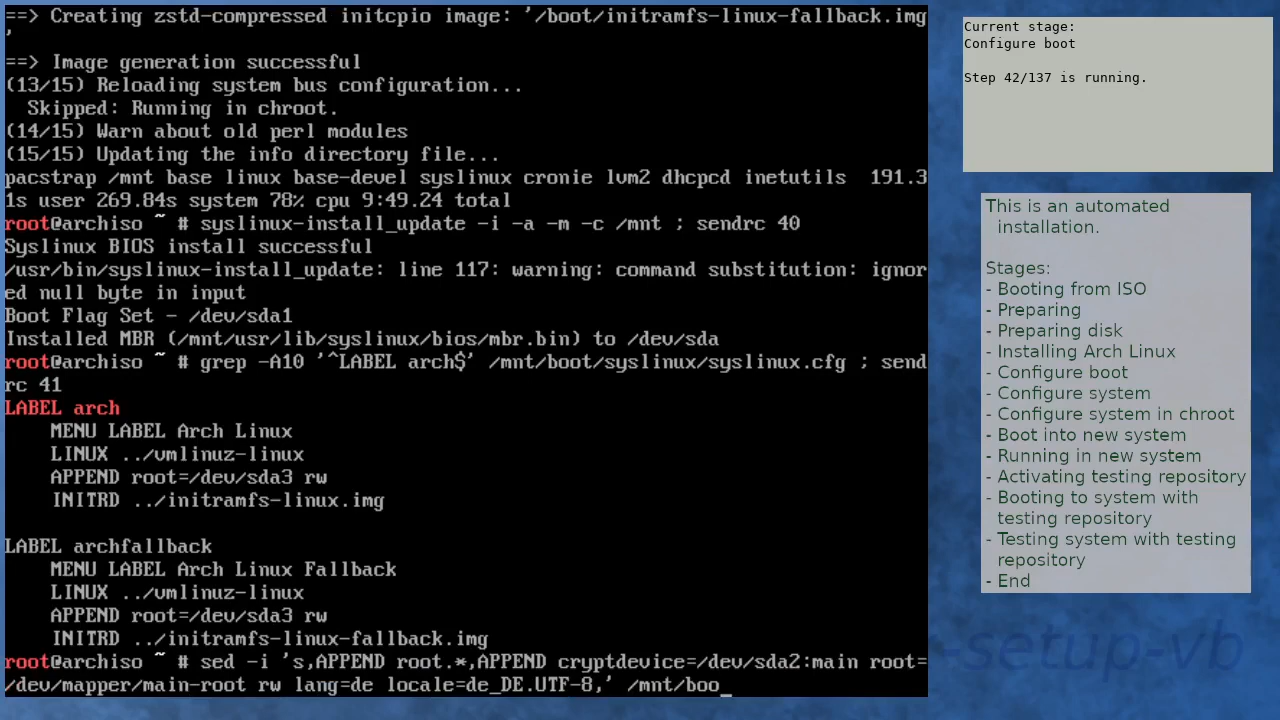 ==> Creating zstd-compressed initcpio image: '/boot/initramfs-linux-fallback.img
'
==> Image generation successful
(13/15) Reloading system bus configuration...
  Skipped: Running in chroot.
(14/15) Warn about old perl modules
(15/15) Updating the info directory file...
pacstrap /mnt base linux base-devel syslinux cronie lvm2 dhcpcd inetutils  191.3
1s user 269.84s system 78% cpu 9:49.24 total
root@archiso ~ # syslinux-install_update -i -a -m -c /mnt ; sendrc 40
Syslinux BIOS install successful
/usr/bin/syslinux-install_update: line 117: warning: command substitution: ignor
ed null byte in input
Boot Flag Set - /dev/sda1
Installed MBR (/mnt/usr/lib/syslinux/bios/mbr.bin) to /dev/sda
root@archiso ~ # grep -A10 '^LABEL arch$' /mnt/boot/syslinux/syslinux.cfg ; send
rc 41
LABEL arch
    MENU LABEL Arch Linux
    LINUX ../vmlinuz-linux
    APPEND root=/dev/sda3 rw
    INITRD ../initramfs-linux.img

LABEL archfallback
    MENU LABEL Arch Linux Fallback
    LINUX ../vmlinuz-linux
    APPEND root=/dev/sda3 rw
    INITRD ../initramfs-linux-fallback.img
root@archiso ~ # sed -i 's,APPEND root.*,APPEND cryptdevice=/dev/sda2:main root=
/dev/mapper/main-root rw lang=de locale=de_DE.UTF-8,' /mnt/boo_
Current stage:
Configure boot

Step 42/137 is running.
This is an automated
installation.

Stages:
- Booting from ISO
- Preparing
- Preparing disk
- Installing Arch Linux
- Configure boot
- Configure system
- Configure system in chroot
- Boot into new system
- Running in new system
- Activating testing repository
- Booting to system with
testing repository
- Testing system with testing
repository
- End
-setup-vb